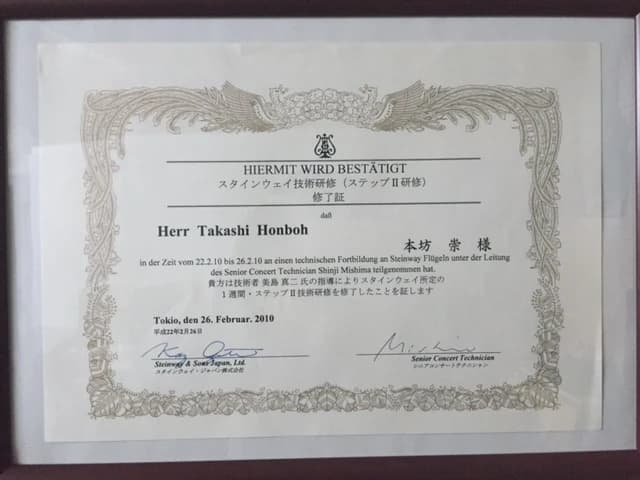 HIERMIT WIRD BESTÄTIGT
スタインウェイ技術研修（ステップⅡ研修）
修了証
daß
Herr Takashi Honboh
本坊 崇 様
in der Zeit vom 22.2.10 bis 26.2.10 an einen technischen Fortbildung an Steinway Flügeln unter der Leitung
des Senior Concert Technician Shinji Mishima teilgenommen hat.
貴方は技術者 美島 真二 氏の指導によりスタインウェイ所定の
1週間・ステップⅡ技術研修を修了したことを証します
Tokio, den 26. Februar. 2010
平成22年2月26日
Mishima
Steinway & Sons Japan, Ltd.
スタインウェイ・ジャパン株式会社
Senior Concert Technician
シニアコンサートテクニシャン